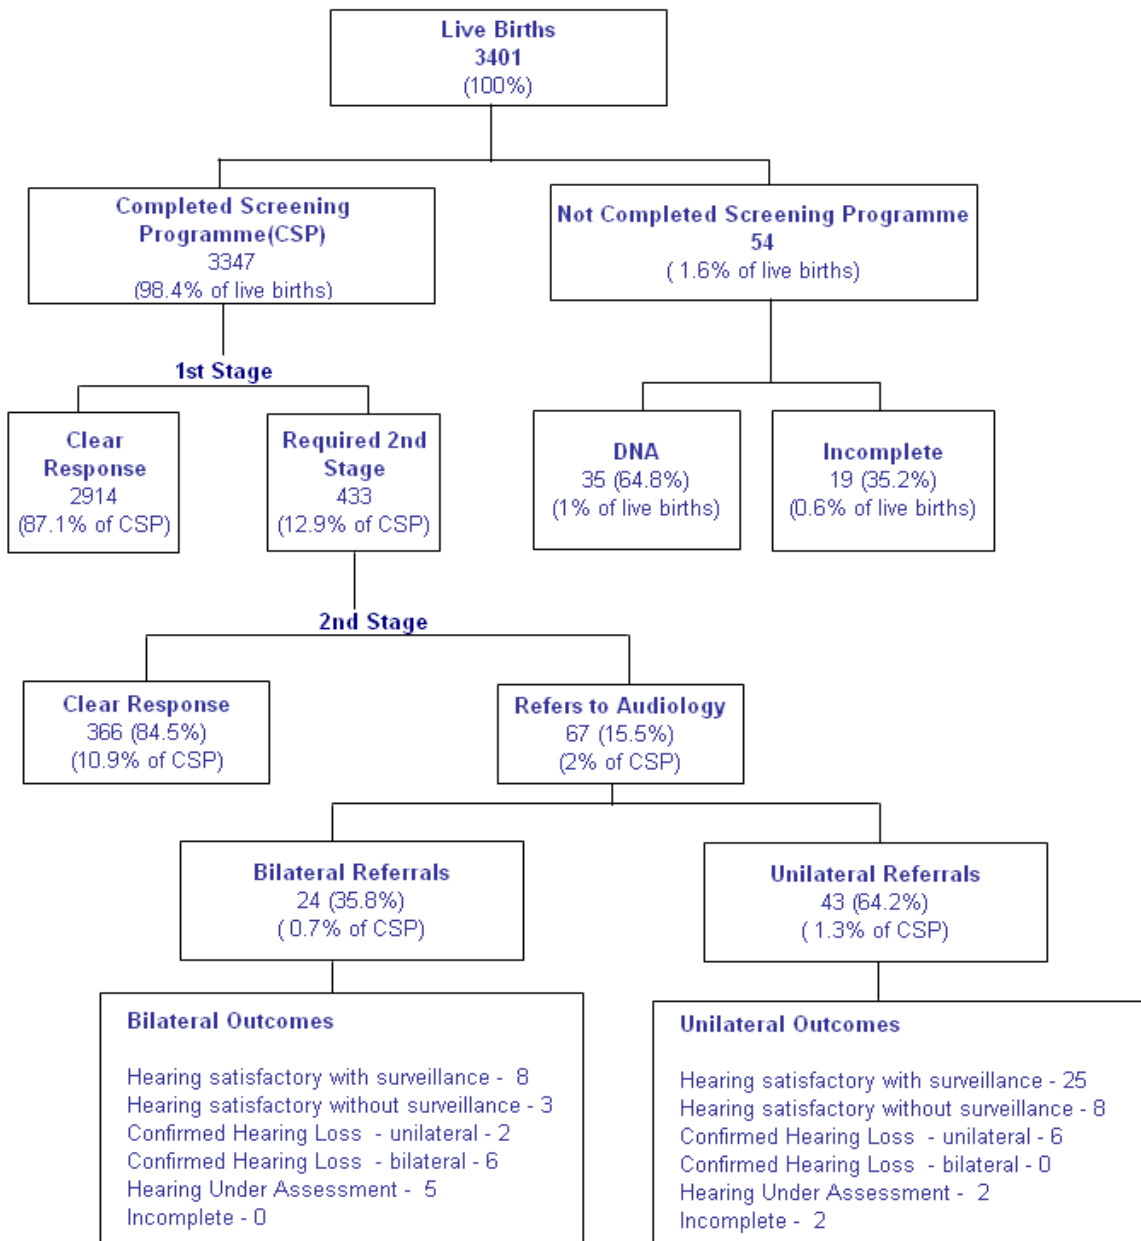 Live Births
3401
(100%)
Completed Screening
Programme(CSP)
3347
(98.4% of live births)
Not Completed Screening Programme
54
( 1.6% of live births)
1st Stage
Clear
Response
2914
(87.1% of CSP)
Required 2nd
Stage
433
(12.9% of CSP)
DNA
35 (64.8%)
(1% of live births)
Incomplete
19 (35.2%)
(0.6% of live births)
2nd Stage
Clear Response
366 (84.5%)
(10.9% of CSP)
Refers to Audiology
67 (15.5%)
(2% of CSP)
Bilateral Referrals
24 (35.8%)
( 0.7% of CSP)
Unilateral Referrals
43 (64.2%)
( 1.3% of CSP)
Bilateral Outcomes
Hearing satisfactory with surveillance - 8
Hearing satisfactory without surveillance - 3
Confirmed Hearing Loss - unilateral - 2
Confirmed Hearing Loss - bilateral - 6
Hearing Under Assessment - 5
Incomplete - 0
Unilateral Outcomes
Hearing satisfactory with surveillance - 25
Hearing satisfactory without surveillance - 8
Confirmed Hearing Loss - unilateral - 6
Confirmed Hearing Loss - bilateral - 0
Hearing Under Assessment - 2
Incomplete - 2